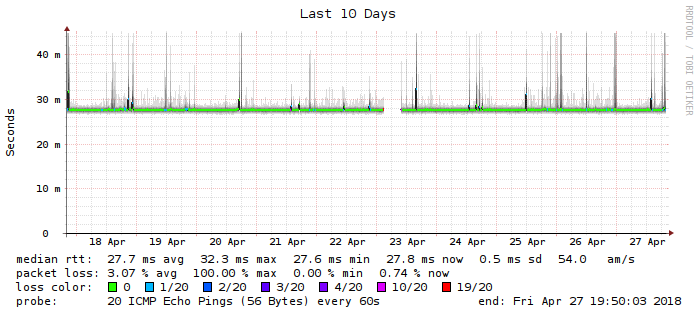 Last 10 Days
RRDTOOL / TOBI OETIKER
Seconds
40 m
30 m
20 m
10 m
0
18 Apr 19 Apr 20 Apr 21 Apr 22 Apr 23 Apr 24 Apr 25 Apr 26 Apr 27 Apr
median rtt: 27.7 ms avg 32.3 ms max 27.6 ms min 27.8 ms now 0.5 ms sd 54.0 am/s
packet loss: 3.07 % avg 100.00 % max 0.00 % min 0.74 % now
loss color: 0 1/20 2/20 3/20 4/20 10/20 19/20
probe: 20 ICMP Echo Pings (56 Bytes) every 60s end: Fri Apr 27 19:50:03 2018